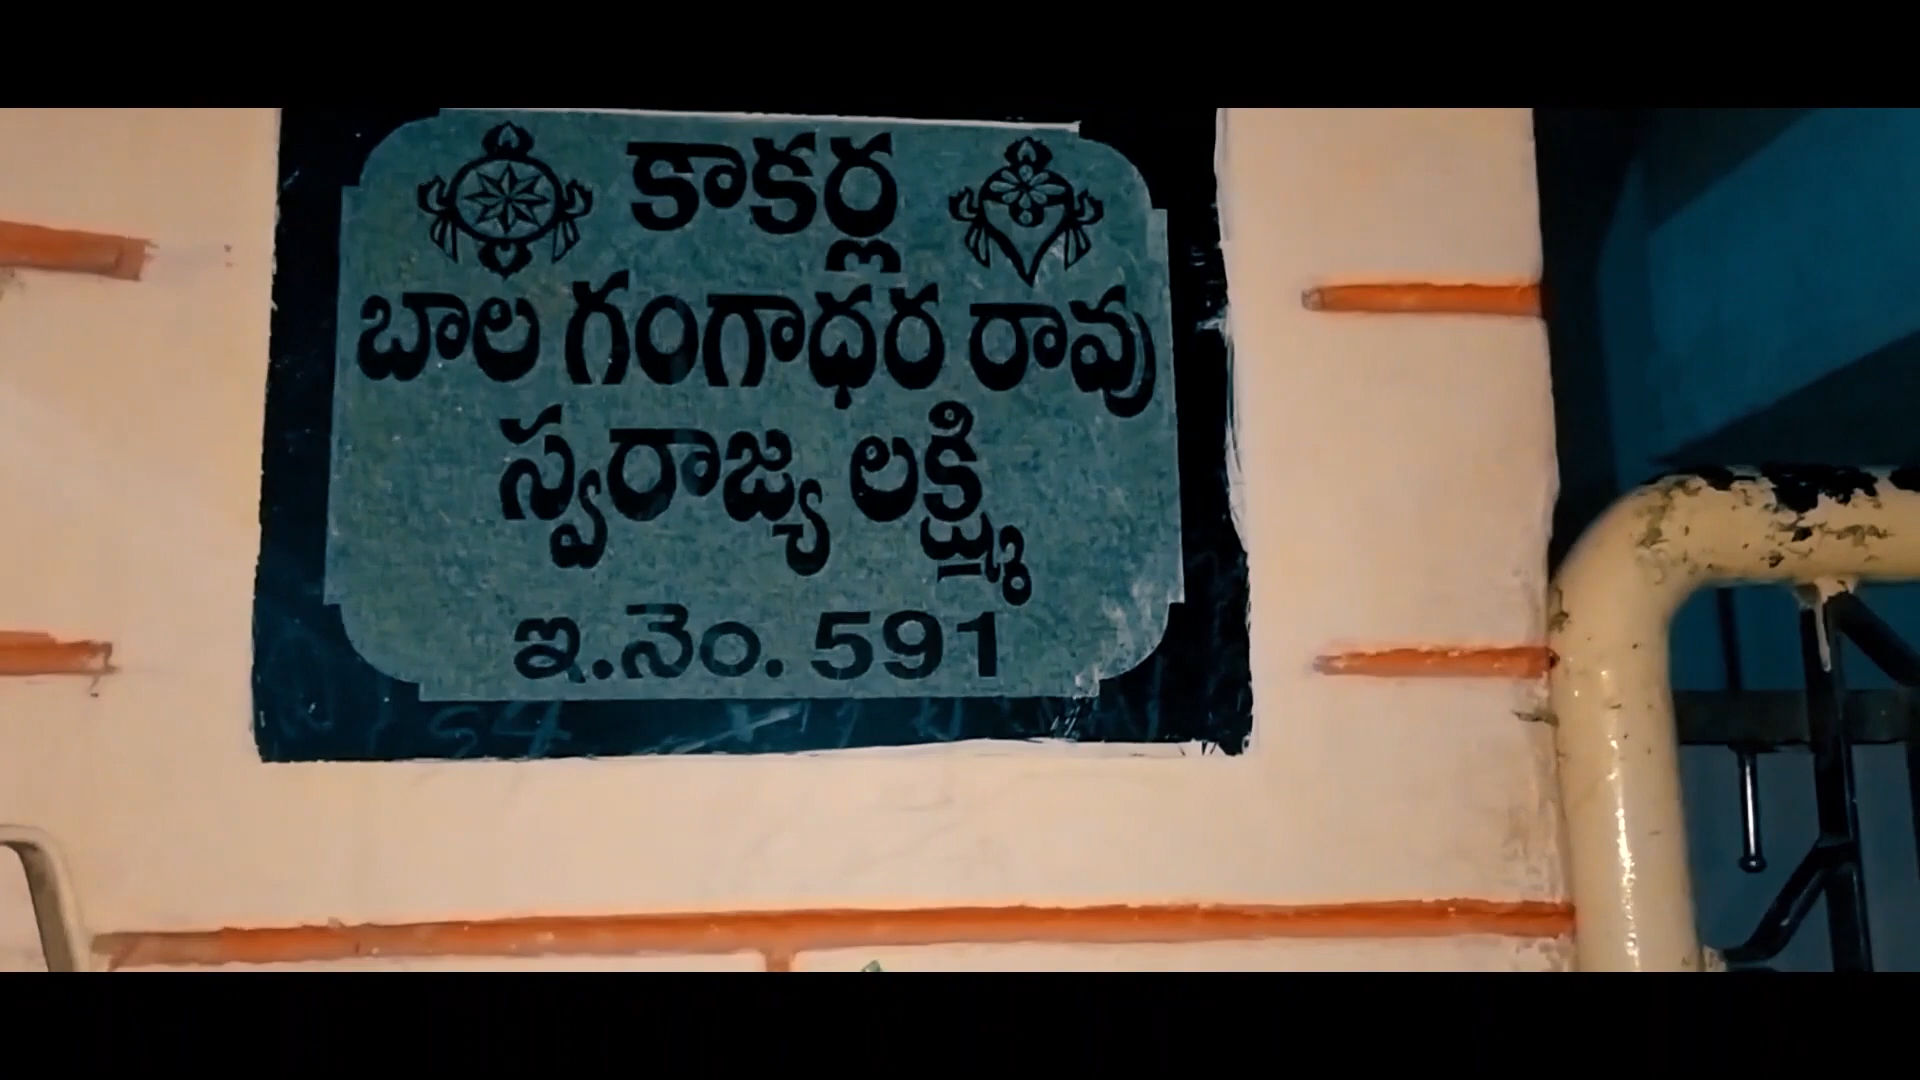 కాకర్ల
బాల గంగాధర రావు
స్వరాజ్య లక్ష్మి
ఇ.నెం. 591